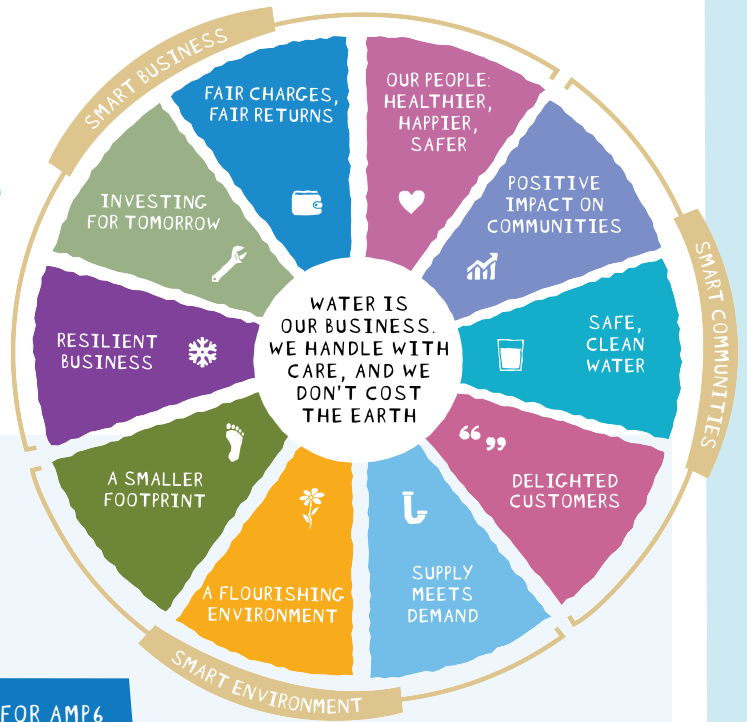 SMART BUSINESS
FAIR CHARGES,
FAIR RETURNS
OUR PEOPLE:
HEALTHIER,
HAPPIER,
SAFER
POSITIVE
IMPACT ON
COMMUNITIES
SMART COMMUNITIES
SAFE,
CLEAN
WATER
DELIGHTED
CUSTOMERS
SUPPLY
MEETS
DEMAND
A FLOURISHING
ENVIRONMENT
SMART ENVIRONMENT
A SMALLER
FOOTPRINT
RESILIENT
BUSINESS
INVESTING
FOR TOMORROW
WATER IS
OUR BUSINESS.
WE HANDLE WITH
CARE, AND WE
DON'T COST
THE EARTH
FOR AMP6